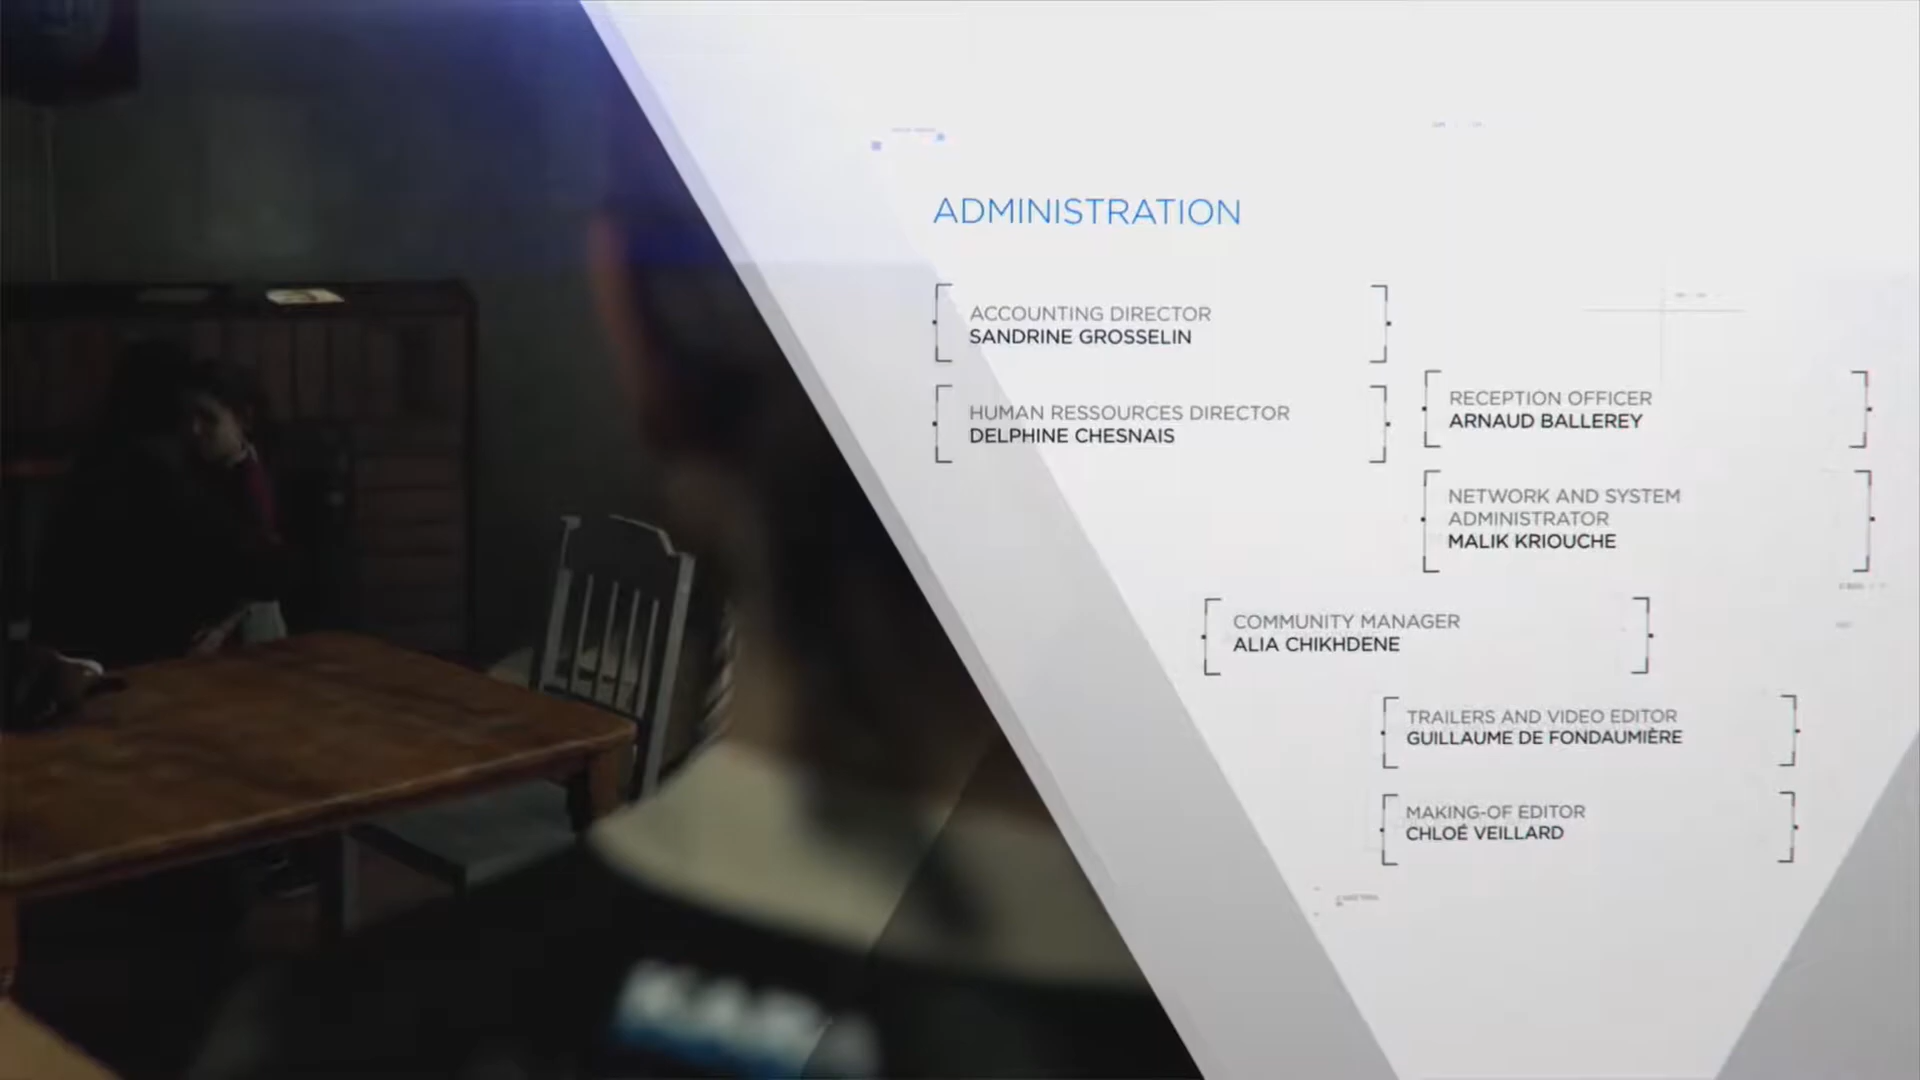 ADMINISTRATION
ACCOUNTING DIRECTOR
SANDRINE GROSSELIN
HUMAN RESSOURCES DIRECTOR
DELPHINE CHESNAIS
RECEPTION OFFICER
ARNAUD BALLEREY
NETWORK AND SYSTEM
ADMINISTRATOR
MALIK KRIOUCHE
COMMUNITY MANAGER
ALIA CHIKHDENE
TRAILERS AND VIDEO EDITOR
GUILLAUME DE FONDAUMIÈRE
MAKING-OF EDITOR
CHLOÉ VEILLARD
KARA